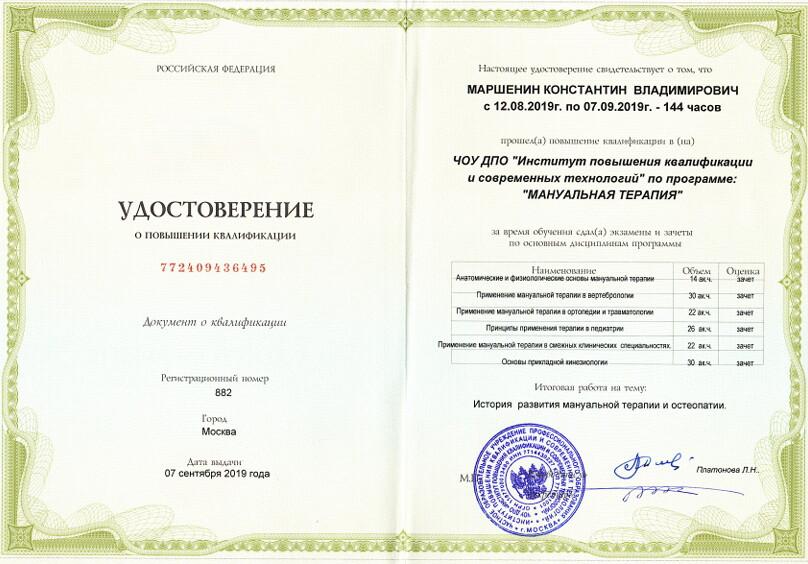 РОССИЙСКАЯ ФЕДЕРАЦИЯ
УДОСТОВЕРЕНИЕ
О ПОВЫШЕНИИ КВАЛИФИКАЦИИ
772409436495
Документ о квалификации
Регистрационный номер
882
Город
Москва
Дата выдачи
07 сентября 2019 года
Настоящее удостоверение свидетельствует о том, что
МАРШЕНИН КОНСТАНТИН ВЛАДИМИРОВИЧ
с 12.08.2019г. по 07.09.2019г. - 144 часов
прошел(а) повышение квалификации в (на)
ЧОУ ДПО "Институт повышения квалификации
и современных технологий" по программе:
"МАНУАЛЬНАЯ ТЕРАПИЯ"
за время обучения сдал(а) экзамены и зачеты
по основным дисциплинам программы
Наименование Объем Оценка
Анатомические и физиологические основы мануальной терапии 14 ак.ч. зачет
Применение мануальной терапии в вертебрологии 30 ак.ч. зачет
Применение мануальной терапии в ортопедии и травматологии 22 ак.ч. зачет
Принципы применения терапии в педиатрии 26 ак.ч. зачет
Применение мануальной терапии в смежных клинических специальностях. 22 ак.ч. зачет
Основы прикладной кинезиологии 30 ак.ч. зачет
Итоговая работа на тему:
История развития мануальной терапии и остеопатии.
Платонова Л.Н..
г. МОСКВА